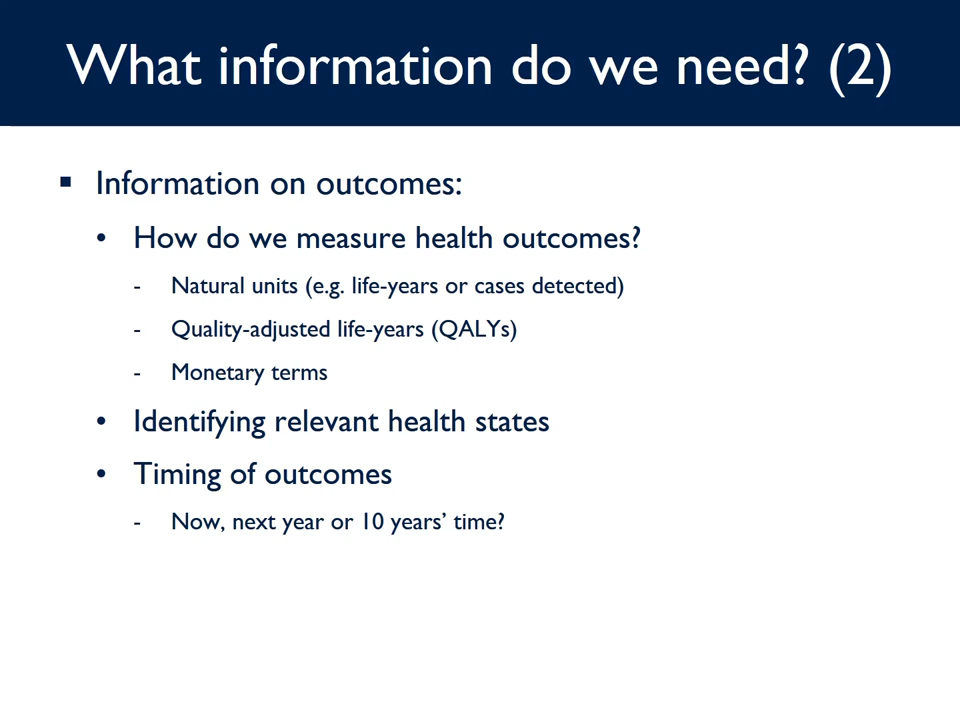 What information do we need? (2)
▪ Information on outcomes:
• How do we measure health outcomes?
- Natural units (e.g. life-years or cases detected)
- Quality-adjusted life-years (QALYs)
- Monetary terms
• Identifying relevant health states
• Timing of outcomes
- Now, next year or 10 years’ time?